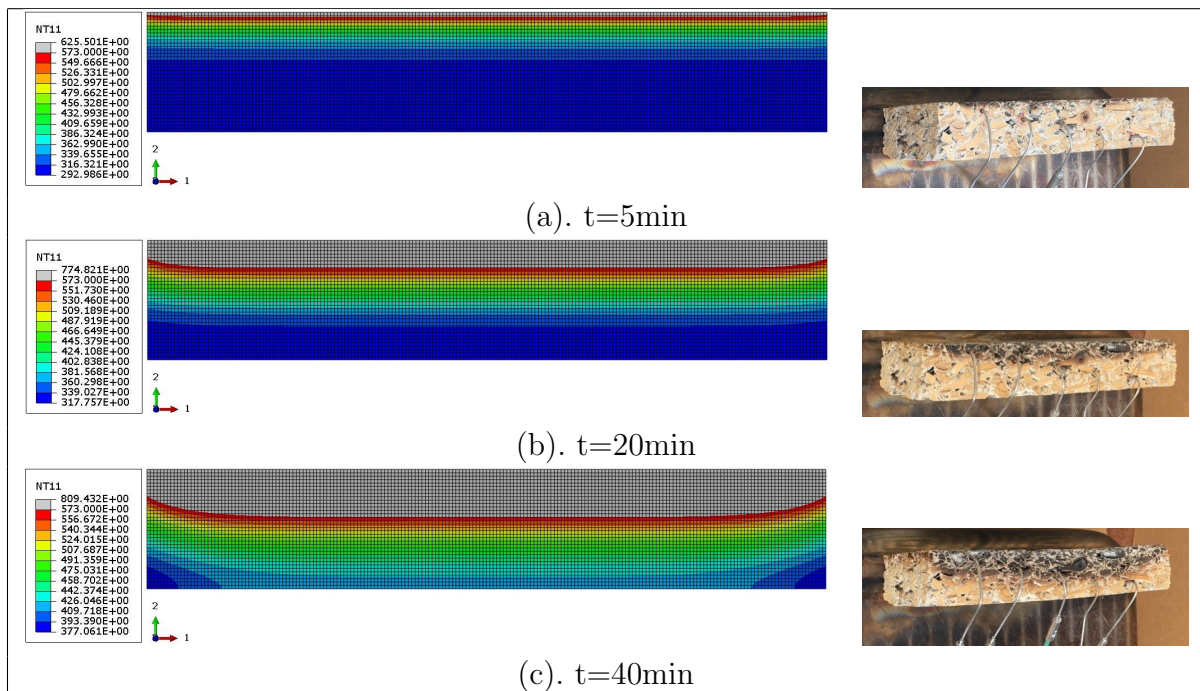 NT11
625.501E+00
573.000E+00
549.666E+00
526.331E+00
502.997E+00
479.662E+00
456.328E+00
432.993E+00
409.659E+00
386.324E+00
362.990E+00
339.655E+00
316.321E+00
292.986E+00
2
1
(a). t=5min
NT11
774.821E+00
573.000E+00
551.730E+00
530.460E+00
509.189E+00
487.919E+00
466.649E+00
445.379E+00
424.108E+00
402.838E+00
381.568E+00
360.298E+00
339.027E+00
317.757E+00
2
1
(b). t=20min
NT11
809.432E+00
573.000E+00
556.672E+00
540.344E+00
524.015E+00
507.687E+00
491.359E+00
475.031E+00
458.702E+00
442.374E+00
426.046E+00
409.718E+00
393.390E+00
377.061E+00
2
1
(c). t=40min